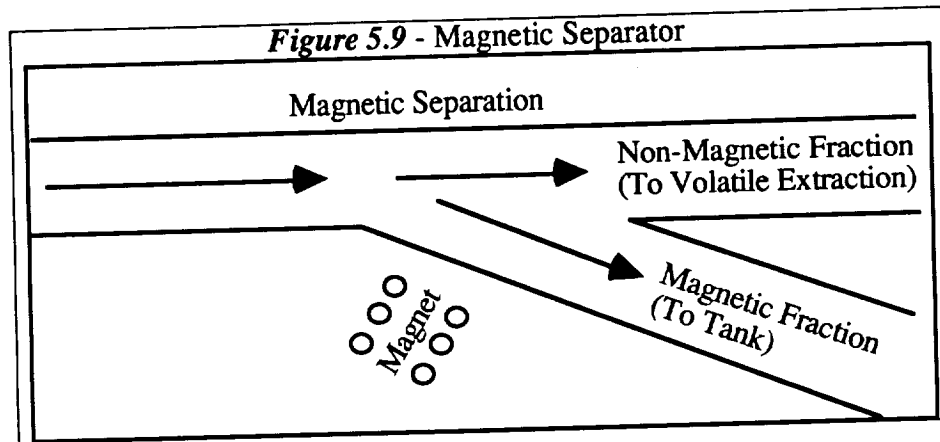 Figure 5.9 - Magnetic Separator
Magnetic Separation
Non-Magnetic Fraction
(To Volatile Extraction)
Magnetic Fraction
(To Tank)
Magnet